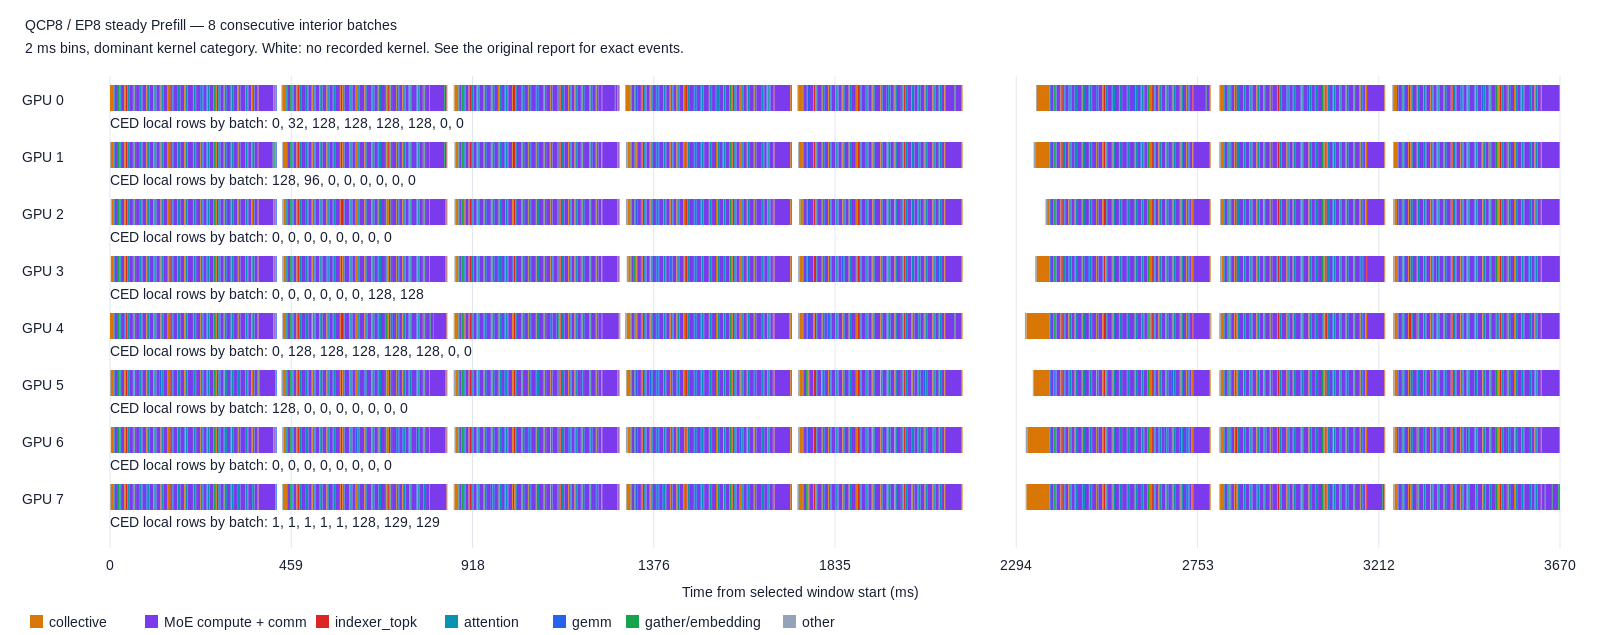 QCP8 / EP8 steady Prefill — 8 consecutive interior batches
2 ms bins, dominant kernel category. White: no recorded kernel. See the original report for exact events.
GPU 0
CED local rows by batch: 0, 32, 128, 128, 128, 128, 0, 0
GPU 1
CED local rows by batch: 128, 96, 0, 0, 0, 0, 0, 0
GPU 2
CED local rows by batch: 0, 0, 0, 0, 0, 0, 0, 0
GPU 3
CED local rows by batch: 0, 0, 0, 0, 0, 0, 128, 128
GPU 4
CED local rows by batch: 0, 128, 128, 128, 128, 128, 0, 0
GPU 5
CED local rows by batch: 128, 0, 0, 0, 0, 0, 0, 0
GPU 6
CED local rows by batch: 0, 0, 0, 0, 0, 0, 0, 0
GPU 7
CED local rows by batch: 1, 1, 1, 1, 1, 128, 129, 129
0 459 918 1376 1835 2294 2753 3212 3670
Time from selected window start (ms)
collective MoE compute + comm indexer_topk attention gemm gather/embedding other